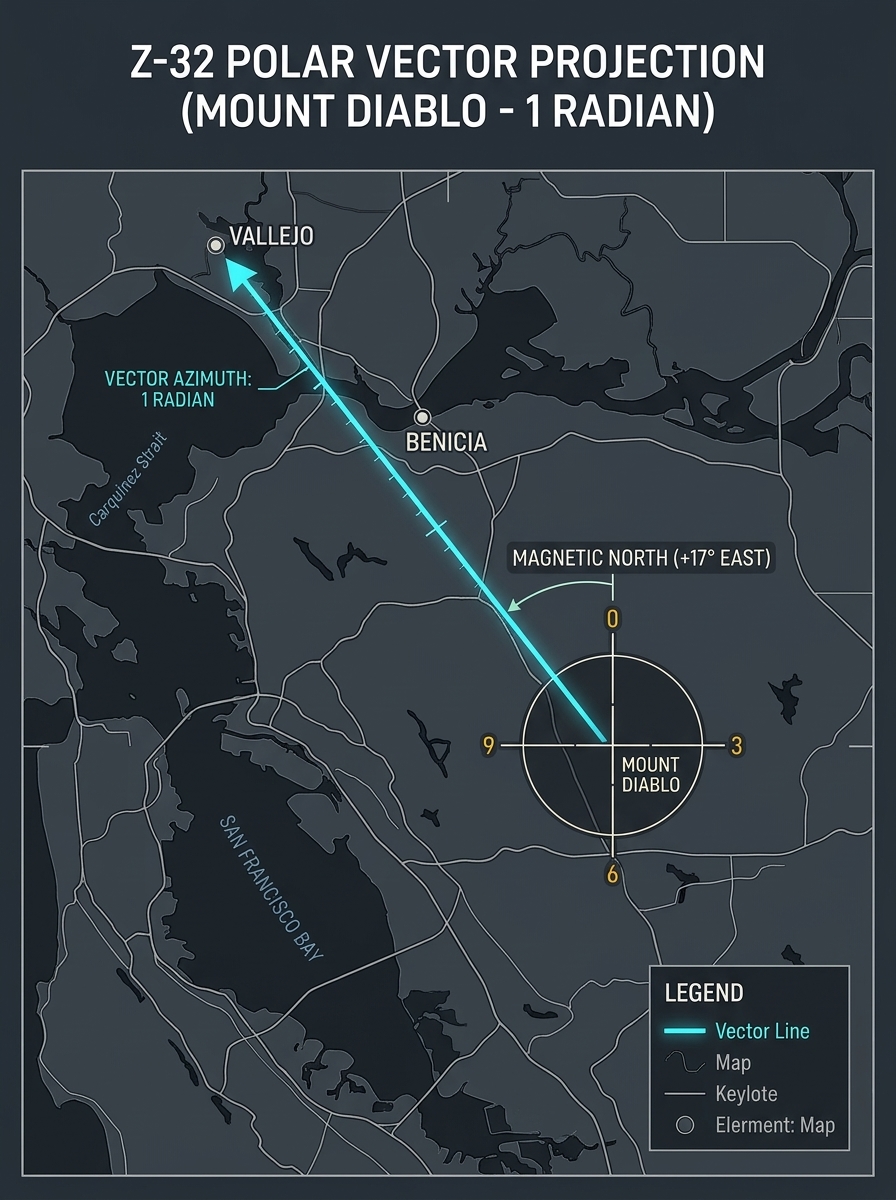 Z-32 POLAR VECTOR PROJECTION
(MOUNT DIABLO - 1 RADIAN)
VALLEJO
VECTOR AZIMUTH:
1 RADIAN
BENICIA
Carquinez Strait
MAGNETIC NORTH (+17° EAST)
0
9
3
MOUNT
DIABLO
6
SAN FRANCISCO BAY
LEGEND
Vector Line
Map
Keylote
Elerment: Map